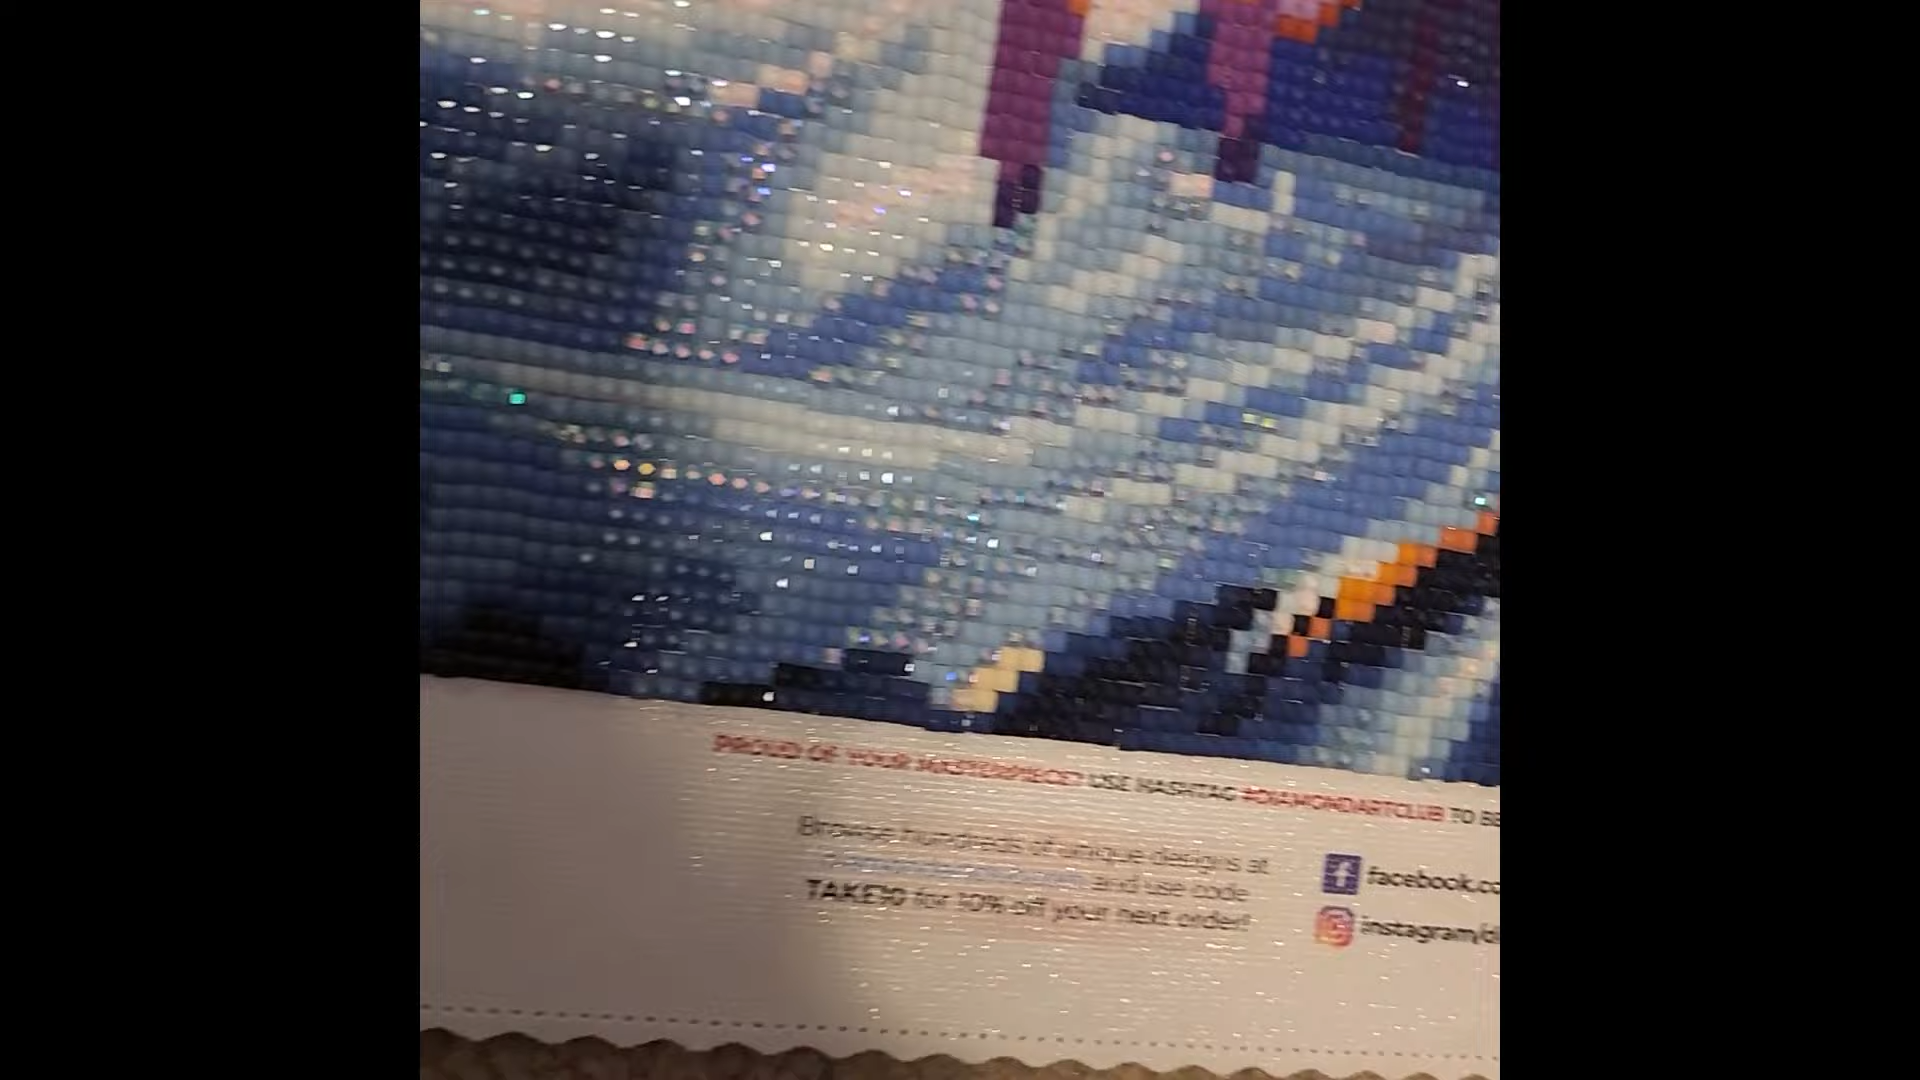 PROUD OF YOUR MASTERPIECE? USE HASHTAG #DIAMONDARTCLUB TO BE
Browse hundreds of unique designs at
and use code
TAKE10 for 10% off your next order!
facebook.co
instagram/di